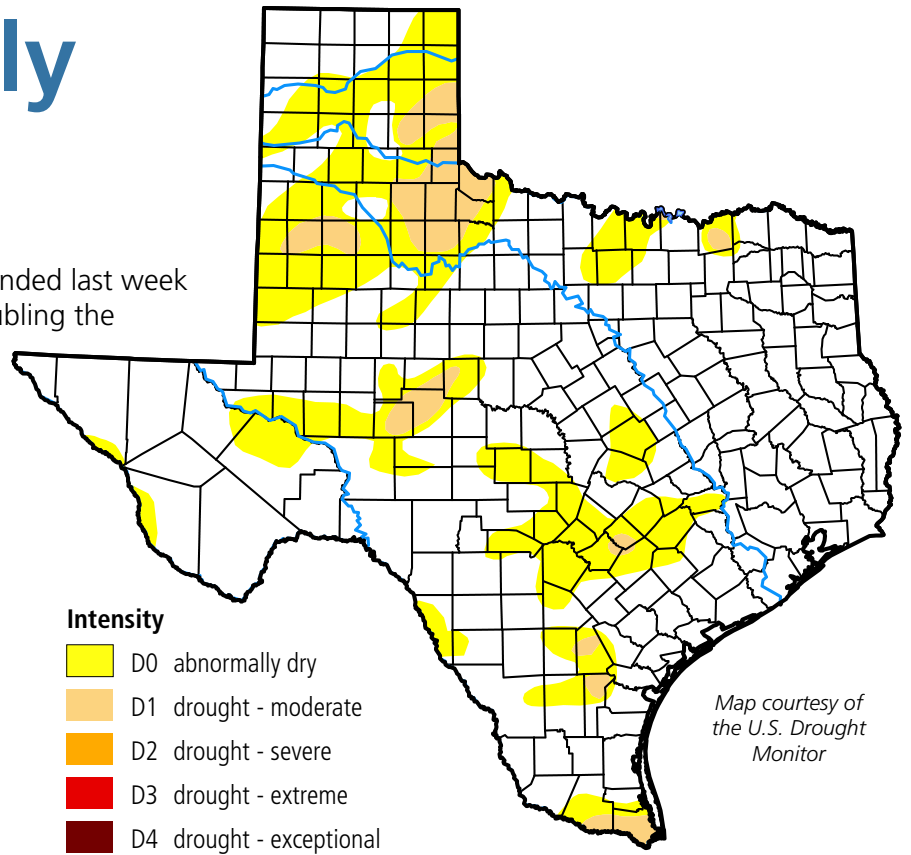 ly
nded last week
ubling the
Intensity
D0 abnormally dry
D1 drought - moderate
D2 drought - severe
D3 drought - extreme
D4 drought - exceptional
Map courtesy of
the U.S. Drought
Monitor